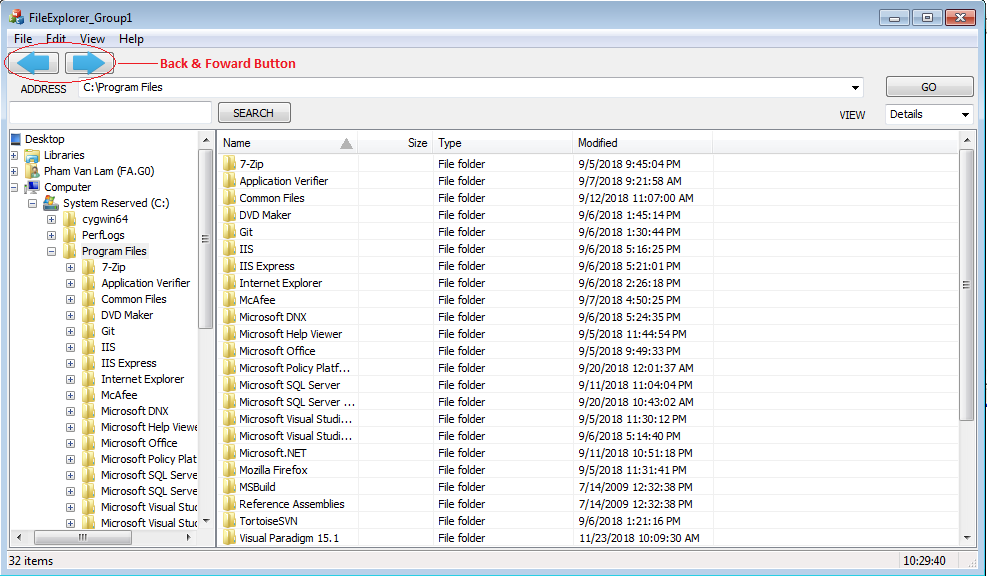 FileExplorer_Group1
File Edit View Help
Back & Foward Button
ADDRESS C:\Program Files GO
SEARCH VIEW Details
Desktop
Libraries
Pham Van Lam (FA.G0)
Computer
System Reserved (C:)
cygwin64
PerfLogs
Program Files
7-Zip
Application Verifier
Common Files
DVD Maker
Git
IIS
IIS Express
Internet Explorer
McAfee
Microsoft DNX
Microsoft Help Viewe
Microsoft Office
Microsoft Policy Plat
Microsoft SQL Serve
Microsoft SQL Serve
Microsoft Visual Stud
Microsoft Visual Stud
Name Size Type Modified
7-Zip File folder 9/5/2018 9:45:04 PM
Application Verifier File folder 9/7/2018 9:21:58 AM
Common Files File folder 9/12/2018 11:07:00 AM
DVD Maker File folder 9/6/2018 1:45:14 PM
Git File folder 9/6/2018 1:30:44 PM
IIS File folder 9/6/2018 5:16:25 PM
IIS Express File folder 9/6/2018 5:21:01 PM
Internet Explorer File folder 9/6/2018 2:26:18 PM
McAfee File folder 9/7/2018 4:50:25 PM
Microsoft DNX File folder 9/6/2018 5:24:35 PM
Microsoft Help Viewer File folder 9/5/2018 11:44:54 PM
Microsoft Office File folder 9/5/2018 9:49:33 PM
Microsoft Policy Platf... File folder 9/20/2018 12:01:37 AM
Microsoft SQL Server File folder 9/11/2018 11:04:04 PM
Microsoft SQL Server ... File folder 9/20/2018 10:43:02 AM
Microsoft Visual Studi... File folder 9/5/2018 11:30:12 PM
Microsoft Visual Studi... File folder 9/6/2018 5:14:40 PM
Microsoft.NET File folder 9/11/2018 10:51:18 PM
Mozilla Firefox File folder 9/5/2018 11:31:41 PM
MSBuild File folder 7/14/2009 12:32:38 PM
Reference Assemblies File folder 7/14/2009 12:32:38 PM
TortoiseSVN File folder 9/6/2018 1:21:16 PM
Visual Paradigm 15.1 File folder 11/23/2018 10:09:30 AM
32 items 10:29:40